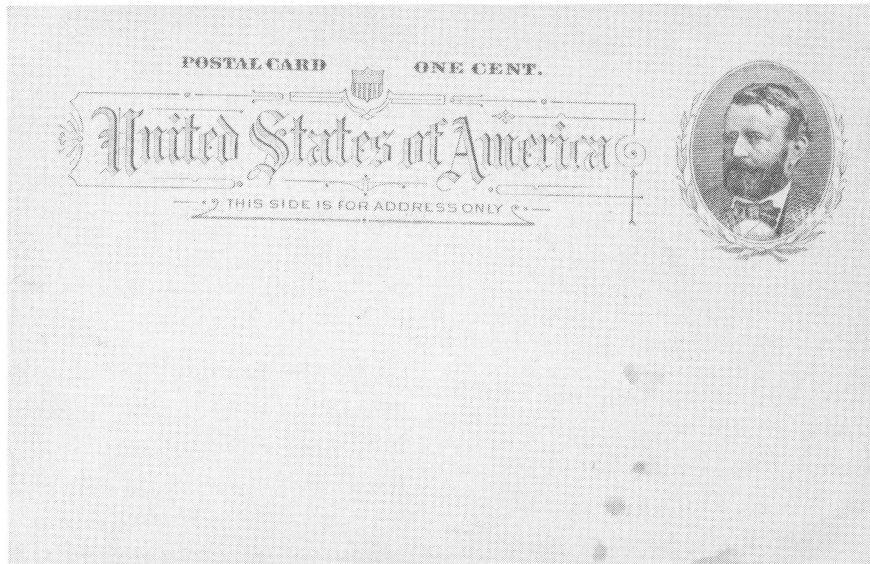 POSTAL CARD ONE CENT.
United States of America
THIS SIDE IS FOR ADDRESS ONLY